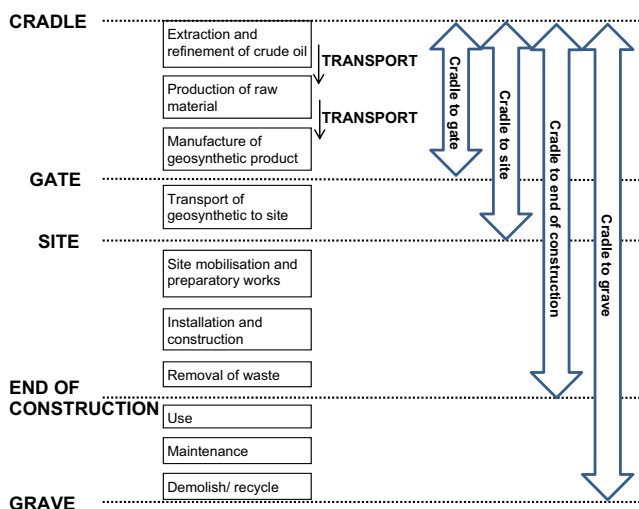 CRADLE
Extraction and
refinement of crude oil
TRANSPORT
Production of raw
material
TRANSPORT
Manufacture of
geosynthetic product
GATE
Transport of
geosynthetic to site
SITE
Site mobilisation and
preparatory works
Installation and
construction
Removal of waste
END OF
CONSTRUCTION
Use
Maintenance
Demolish/ recycle
GRAVE
Cradle to gate
Cradle to site
Cradle to end of construction
Cradle to grave